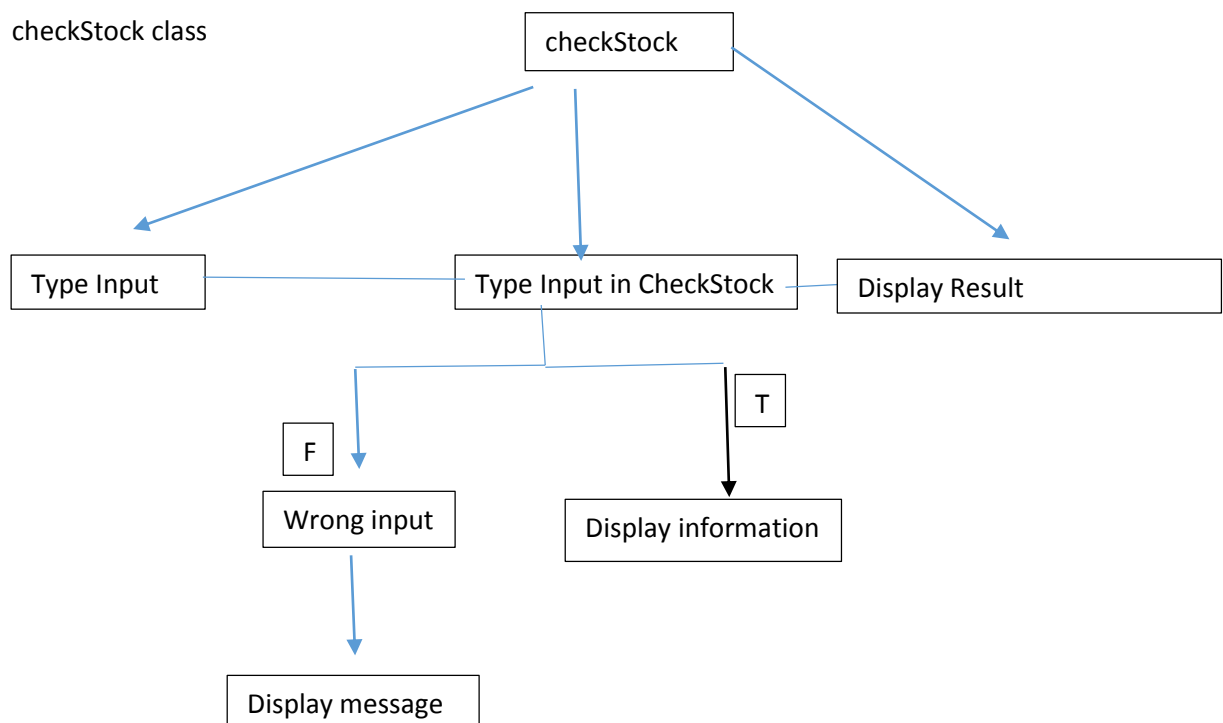 checkStock class
checkStock
Type Input
Type Input in CheckStock
Display Result
F
T
Wrong input
Display information
Display message